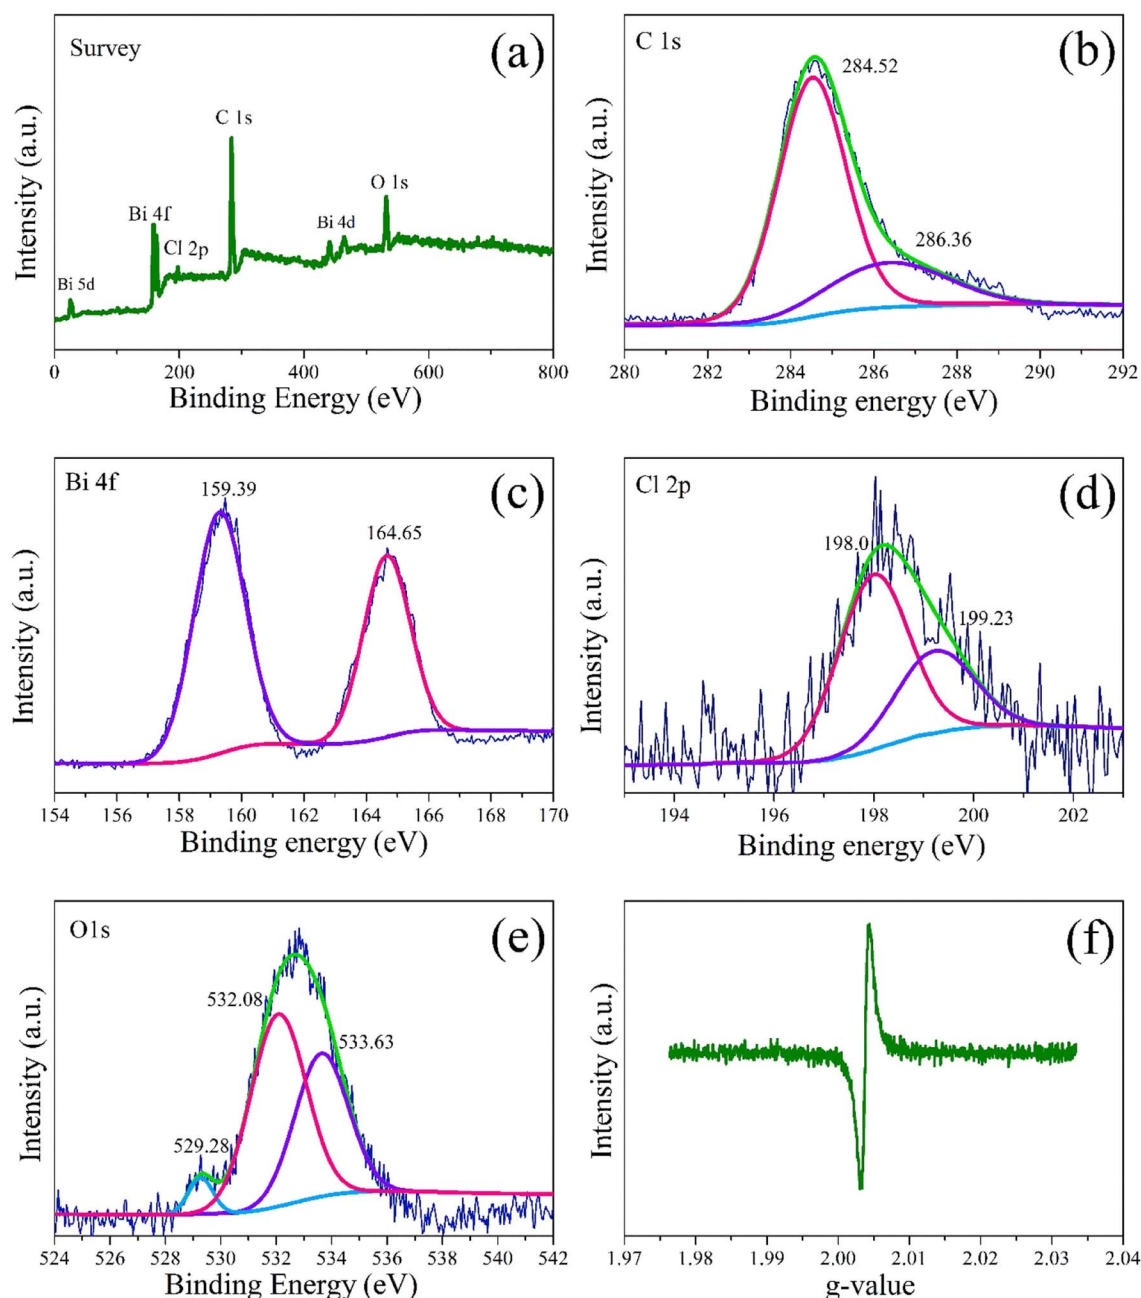 Survey
(a)
C 1s
O 1s
Bi 4f
Cl 2p
Bi 4d
Bi 5d
Intensity (a.u.)
0 200 400 600 800
Binding Energy (eV)
C 1s
(b)
284.52
286.36
Intensity (a.u.)
280 282 284 286 288 290 292
Binding energy (eV)
Bi 4f
(c)
159.39
164.65
Intensity (a.u.)
154 156 158 160 162 164 166 168 170
Binding energy (eV)
Cl 2p
(d)
198.0
199.23
Intensity (a.u.)
194 196 198 200 202
Binding energy (eV)
O1s
(e)
532.08
533.63
529.28
Intensity (a.u.)
524 526 528 530 532 534 536 538 540 542
Binding Energy (eV)
(f)
Intensity (a.u.)
1.97 1.98 1.99 2.00 2.01 2.02 2.03 2.04
g-value